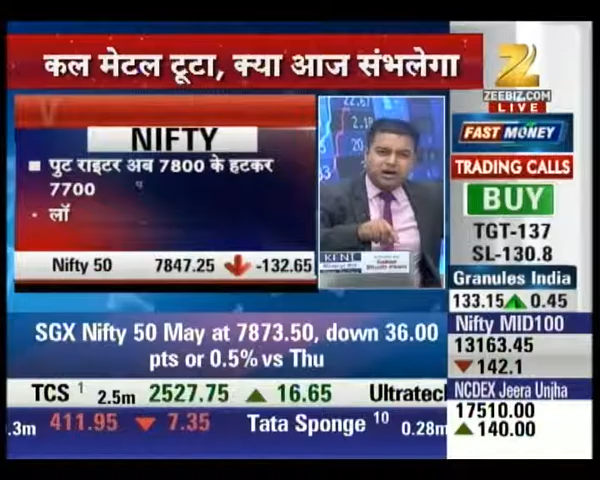 कल मेटल टूटा, क्या आज संभलेगा
ZEEBIZ.COM
LIVE
NIFTY
पुट राइटर अब 7800 के हटकर
7700
लॉ
Nifty 50 7847.25 -132.65
KENT
FAST MONEY
TRADING CALLS
BUY
TGT-137
SL-130.8
Granules India
133.15 0.45
Nifty MID100
13163.45
142.1
NCDEX Jeera Unjha
17510.00
140.00
SGX Nifty 50 May at 7873.50, down 36.00
pts or 0.5% vs Thu
TCS 1 2.5m 2527.75 16.65 Ultratec
.3m 411.95 7.35 Tata Sponge 10 0.28m